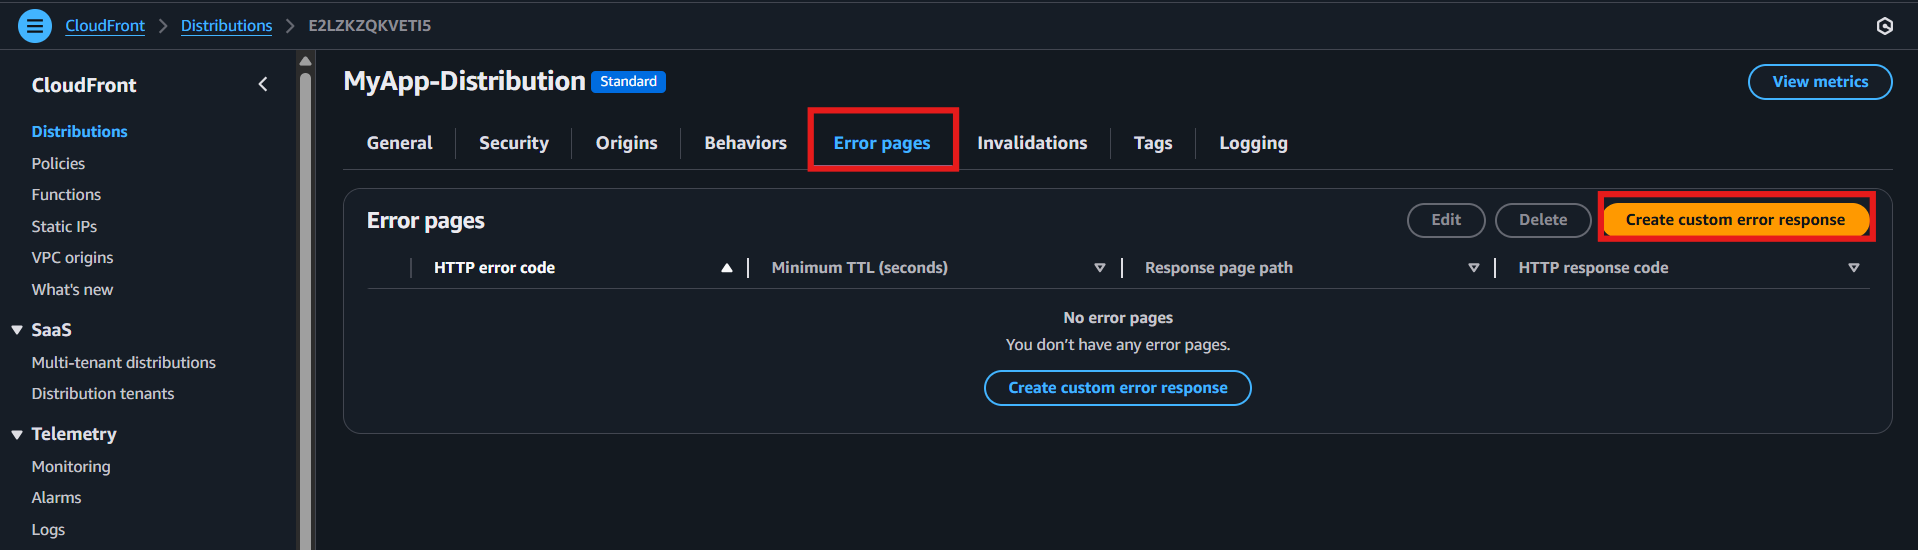 CloudFront > Distributions > E2LZKZQKVETI5
CloudFront
Distributions
Policies
Functions
Static IPs
VPC origins
What's new
SaaS
Multi-tenant distributions
Distribution tenants
Telemetry
Monitoring
Alarms
Logs
MyApp-Distribution Standard
View metrics
General Security Origins Behaviors Error pages Invalidations Tags Logging
Error pages
Edit Delete Create custom error response
HTTP error code Minimum TTL (seconds) Response page path HTTP response code
No error pages
You don’t have any error pages.
Create custom error response